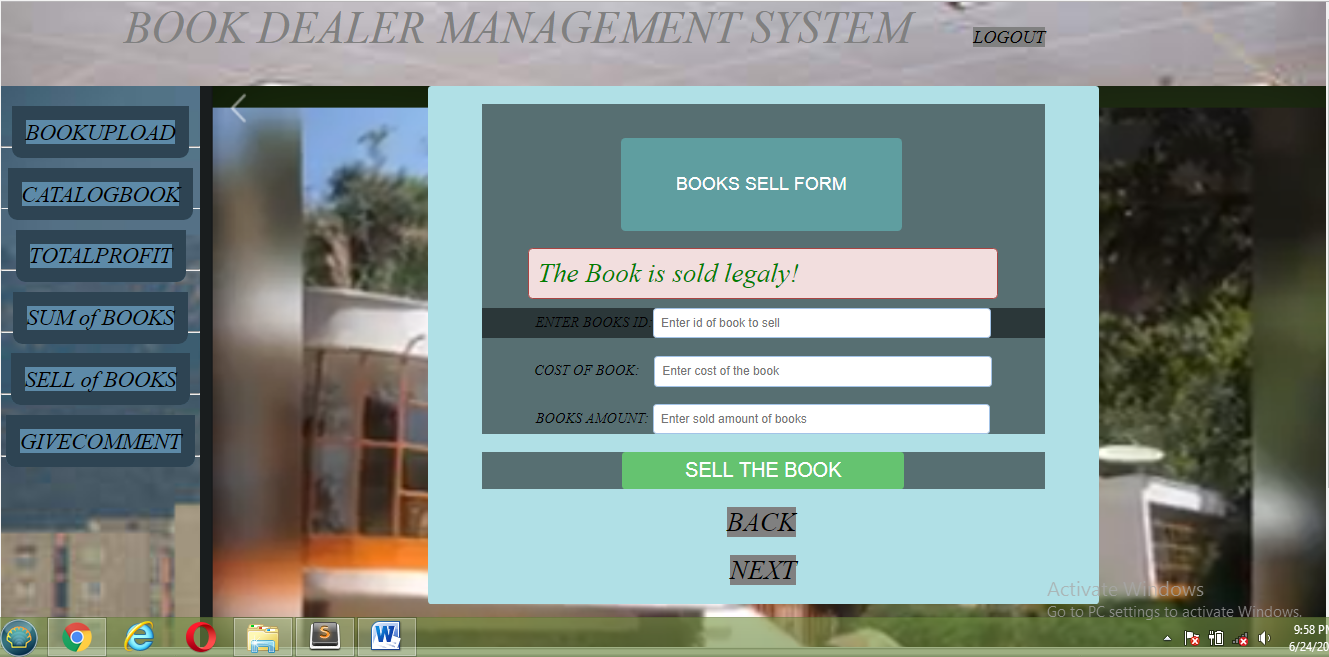 BOOK DEALER MANAGEMENT SYSTEM
LOGOUT
BOOKUPLOAD
CATALOGBOOK
TOTALPROFIT
SUM of BOOKS
SELL of BOOKS
GIVECOMMENT
BOOKS SELL FORM
The Book is sold legaly!
ENTER BOOKS ID: Enter id of book to sell
COST OF BOOK: Enter cost of the book
BOOKS AMOUNT: Enter sold amount of books
SELL THE BOOK
BACK
NEXT
Activate Windows
Go to PC settings to activate Windows.
9:58 PM
6/24/20